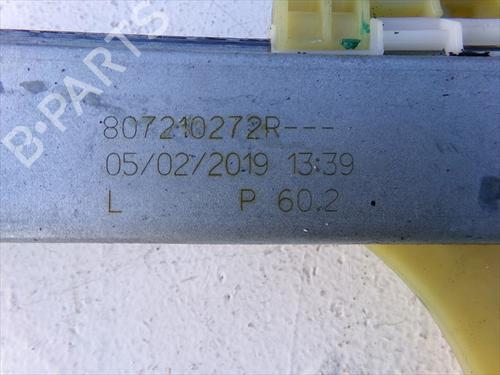 B-PARTS
807210272R---
05/02/2019 13:39
L P 60.2